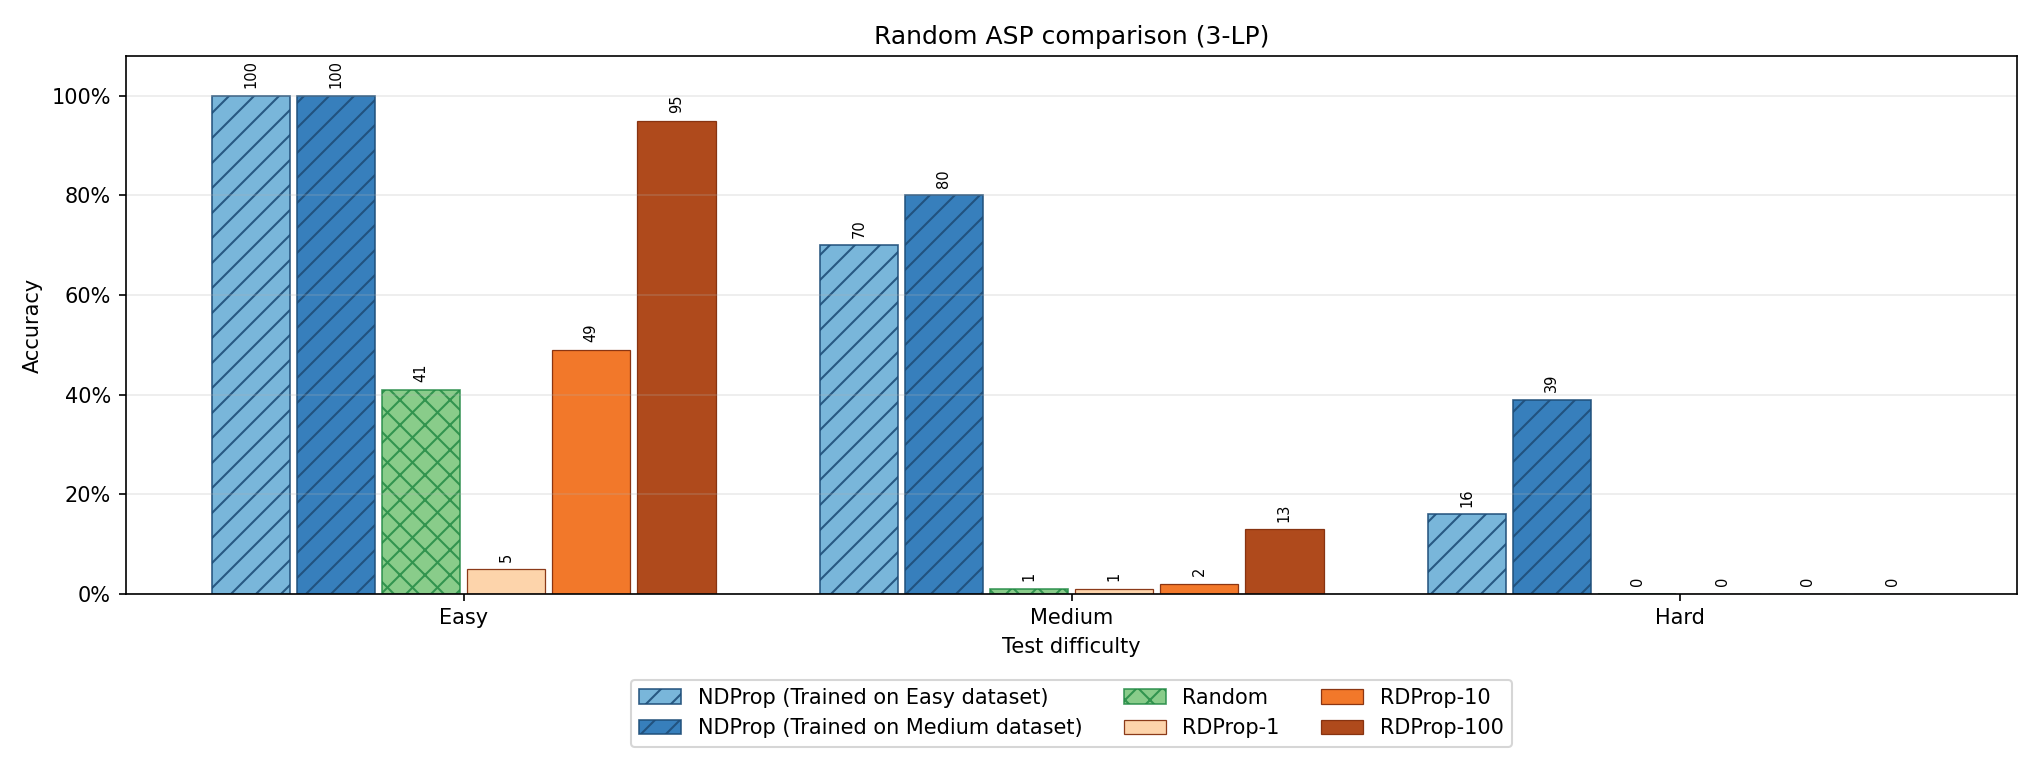 Random ASP comparison (3-LP)
Accuracy
100%
80%
60%
40%
20%
0%
100
100
41
5
49
95
70
80
1
1
2
13
16
39
0
0
0
0
Easy
Medium
Hard
Test difficulty
NDProp (Trained on Easy dataset)
NDProp (Trained on Medium dataset)
Random
RDProp-1
RDProp-10
RDProp-100